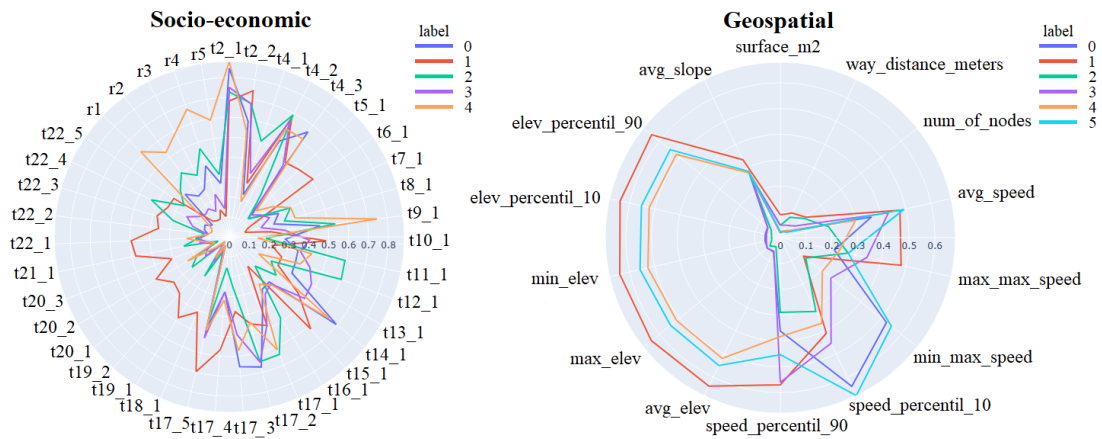 Socio-economic
label
0
1
2
3
4
t2_1
t2_2
t4_1
t4_2
t4_3
t5_1
t6_1
t7_1
t8_1
t9_1
t10_1
t11_1
t12_1
t13_1
t14_1
t15_1
t16_1
t17_1
t17_2
t17_3
t17_4
t17_5
t18_1
t19_1
t19_2
t20_1
t20_2
t20_3
t21_1
t22_1
t22_2
t22_3
t22_4
t22_5
r1
r2
r3
r4
r5
0 0.1 0.2 0.3 0.4 0.5 0.6 0.7 0.8
Geospatial
label
0
1
2
3
4
5
surface_m2
way_distance_meters
num_of_nodes
avg_speed
max_max_speed
min_max_speed
speed_percentil_10
speed_percentil_90
avg_elev
max_elev
min_elev
elev_percentil_10
elev_percentil_90
avg_slope
0 0.1 0.2 0.3 0.4 0.5 0.6